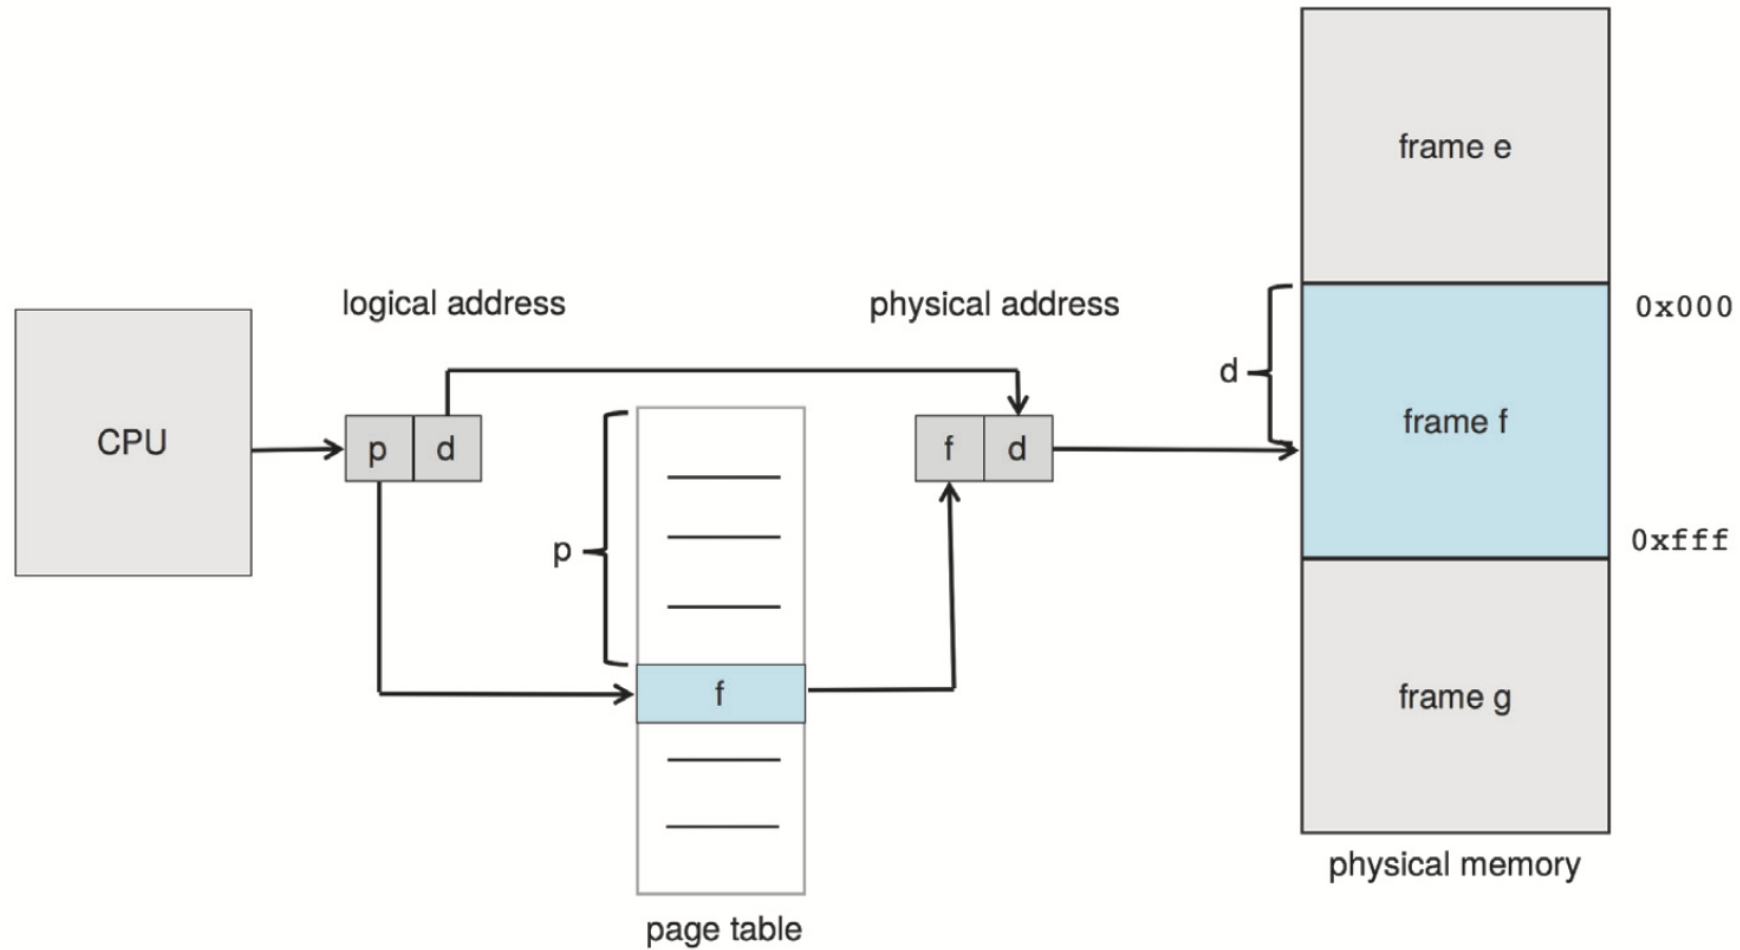 frame e
logical address
physical address
0x000
d
frame f
CPU
p d
f d
p
0xfff
f
frame g
physical memory
page table